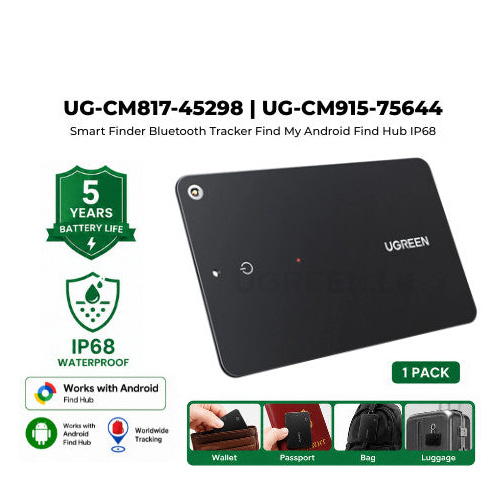 UG-CM817-45298 | UG-CM915-75644
Smart Finder Bluetooth Tracker Find My Android Find Hub IP68
5
YEARS
BATTERY LIFE
UGREEN
IP68
WATERPROOF
1 PACK
Works with Android
Find Hub
Works with
Android
Find Hub
Worldwide
Tracking
Wallet
Passport
Bag
Luggage